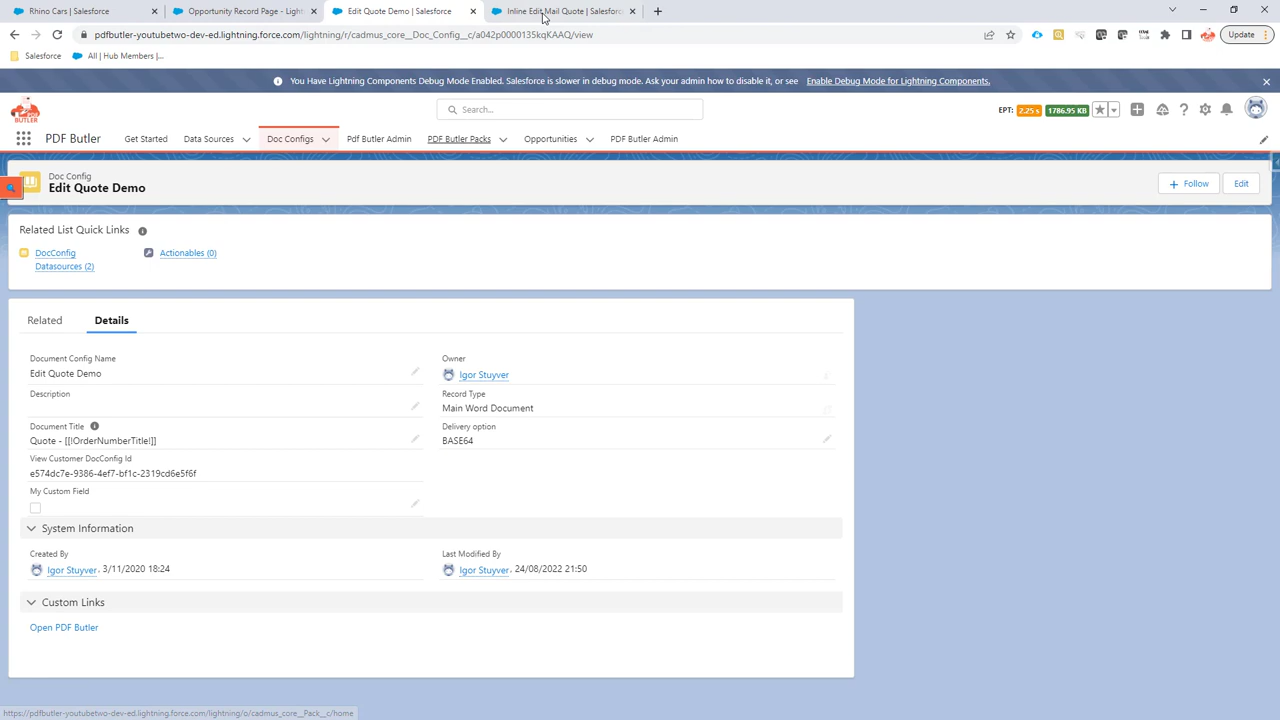 Rhino Cars | Salesforce
Opportunity Record Page - Light
Edit Quote Demo | Salesforce
Inline Edit Mail Quote | Salesforc
pdfbutler-youtubetwo-dev-ed.lightning.force.com/lightning/r/cadmus_core__Doc_Config__c/a042p0000135kqKAAQ/view
Update
Salesforce
All | Hub Members |...
You Have Lightning Components Debug Mode Enabled. Salesforce is slower in debug mode. Ask your admin how to disable it, or see Enable Debug Mode for Lightning Components.
PDF BUTLER
Search...
EPT: 2.25 s 1786.95 KB
PDF Butler
Get Started
Data Sources
Doc Configs
Pdf Butler Admin
PDF Butler Packs
Opportunities
PDF Butler Admin
Doc Config
Edit Quote Demo
Follow
Edit
Related List Quick Links
DocConfig
Datasources (2)
Actionables (0)
Related
Details
Document Config Name
Edit Quote Demo
Owner
Igor Stuyver
Description
Record Type
Main Word Document
Document Title
Quote - [[!OrderNumberTitle!]]
Delivery option
BASE64
View Customer DocConfig Id
e574dc7e-9386-4ef7-bf1c-2319cd6e5f6f
My Custom Field
System Information
Created By
Igor Stuyver, 3/11/2020 18:24
Last Modified By
Igor Stuyver, 24/08/2022 21:50
Custom Links
Open PDF Butler
https://pdfbutler-youtubetwo-dev-ed.lightning.force.com/lightning/o/cadmus_core__Pack__c/home